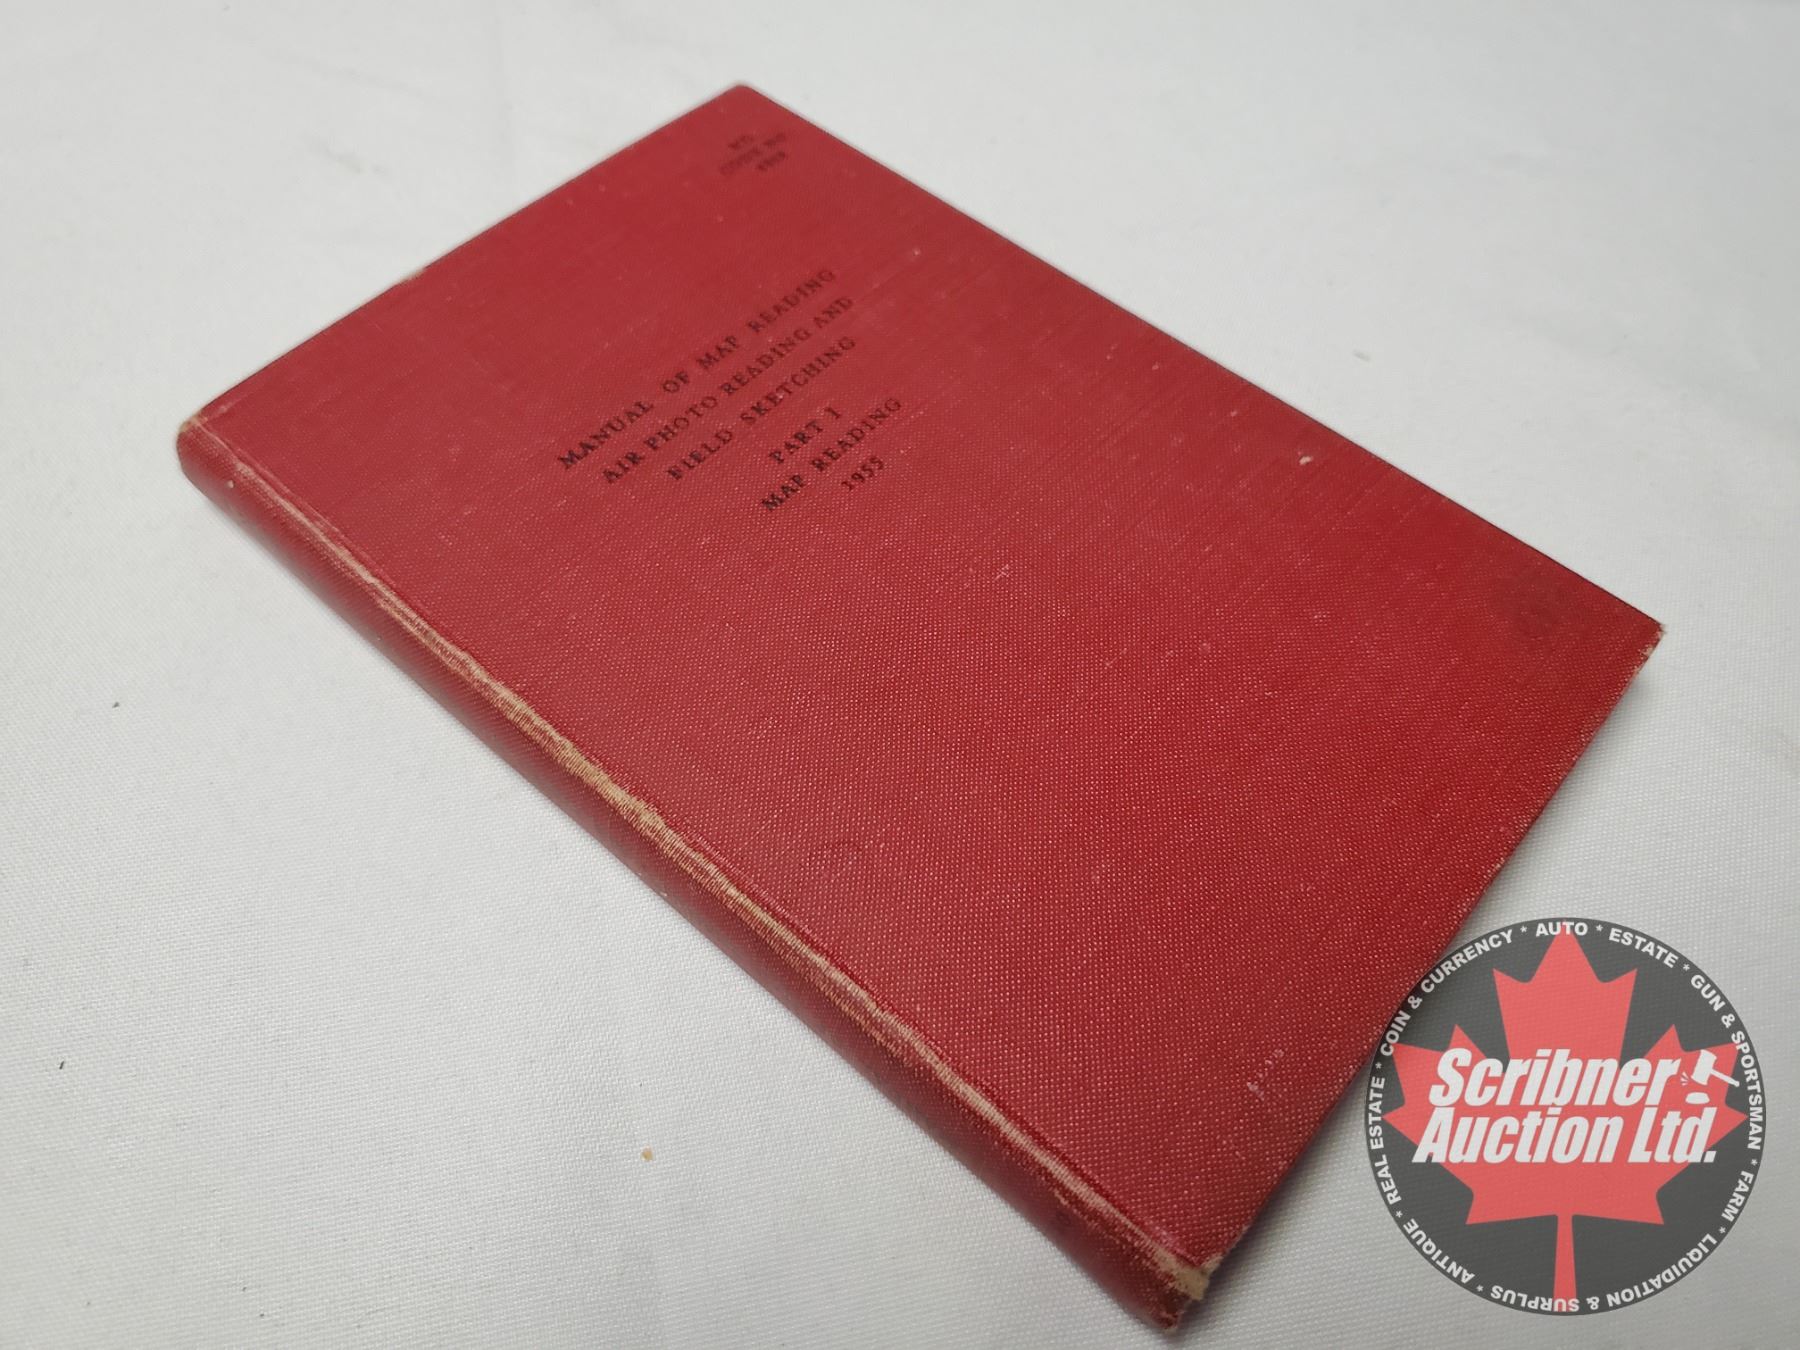 MANUAL OF MAP READING
AIR PHOTO READING AND
FIELD SKETCHING
PART I
MAP READING
1955
Scribner
Auction Ltd.
REAL ESTATE * COIN & CURRENCY * AUTO * ESTATE * GUN & SPORTSMAN * FARM * LIQUIDATION & SURPLUS * ANTIQUE *